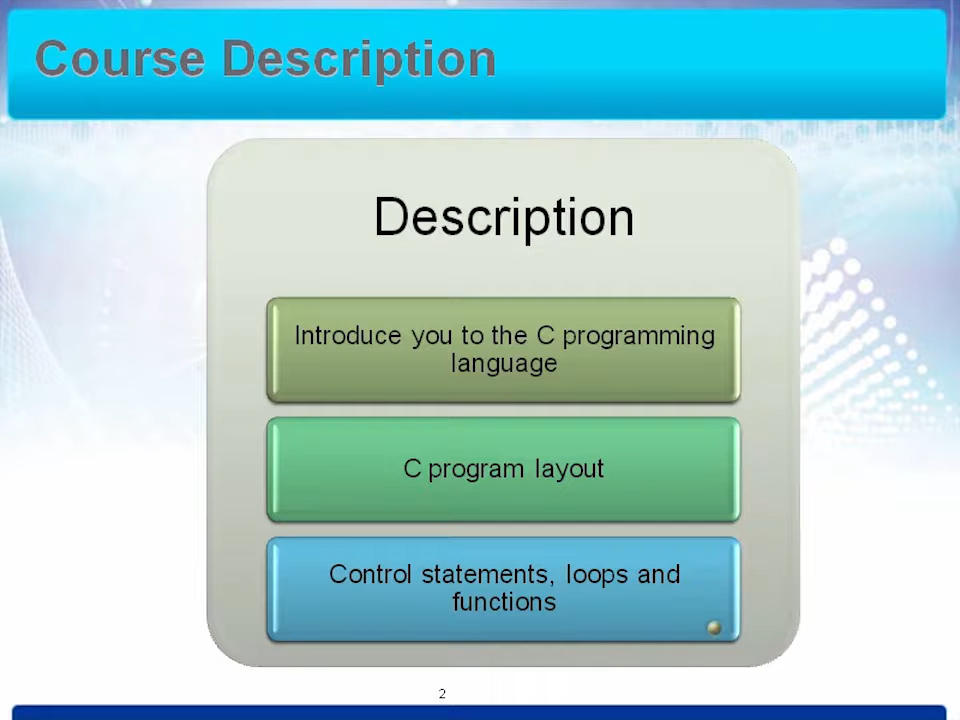 Course Description
Description
Introduce you to the C programming
language
C program layout
Control statements, loops and
functions
2